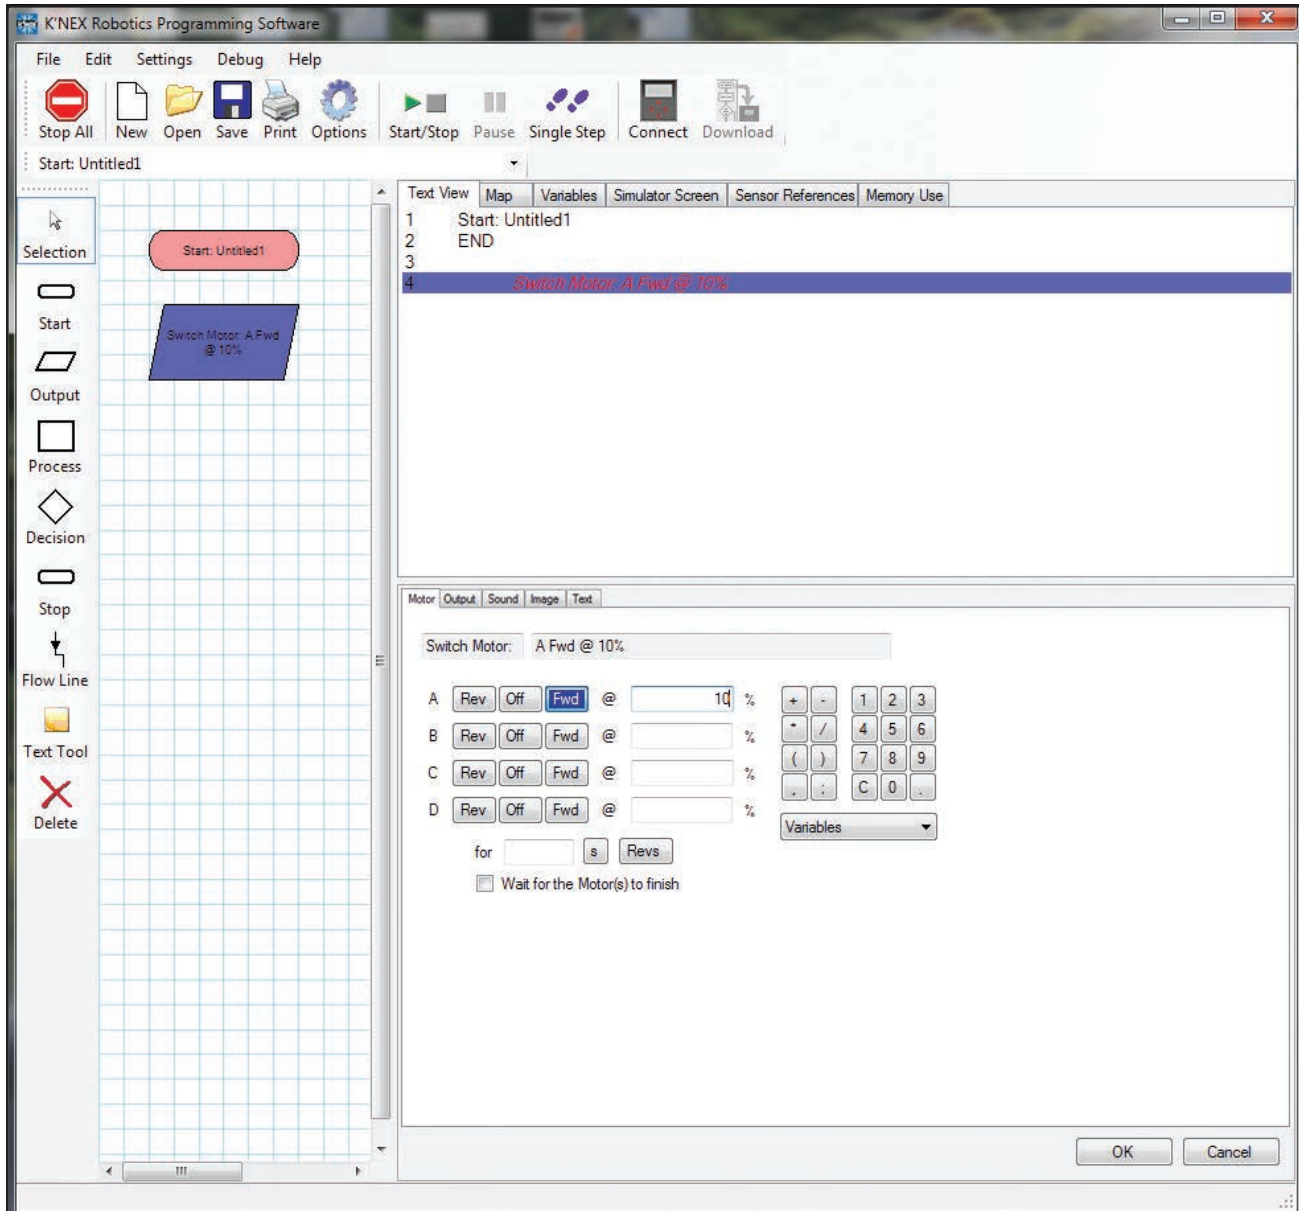 K'NEX Robotics Programming Software
File Edit Settings Debug Help
Stop All New Open Save Print Options Start/Stop Pause Single Step Connect Download
Start: Untitled1
Selection
Start
Output
Process
Decision
Stop
Flow Line
Text Tool
Delete
Start: Untitled1
Switch Motor: A Fwd
@ 10%
Text View Map Variables Simulator Screen Sensor References Memory Use
1 Start: Untitled1
2 END
3
4 Switch Motor: A Fwd @ 10%
Motor Output Sound Image Text
Switch Motor: A Fwd @ 10%
A Rev Off Fwd @ 10 % + - 1 2 3
B Rev Off Fwd @ % * / 4 5 6
C Rev Off Fwd @ % ( ) 7 8 9
D Rev Off Fwd @ % , ; C 0 .
Variables
for s Revs
Wait for the Motor(s) to finish
OK Cancel